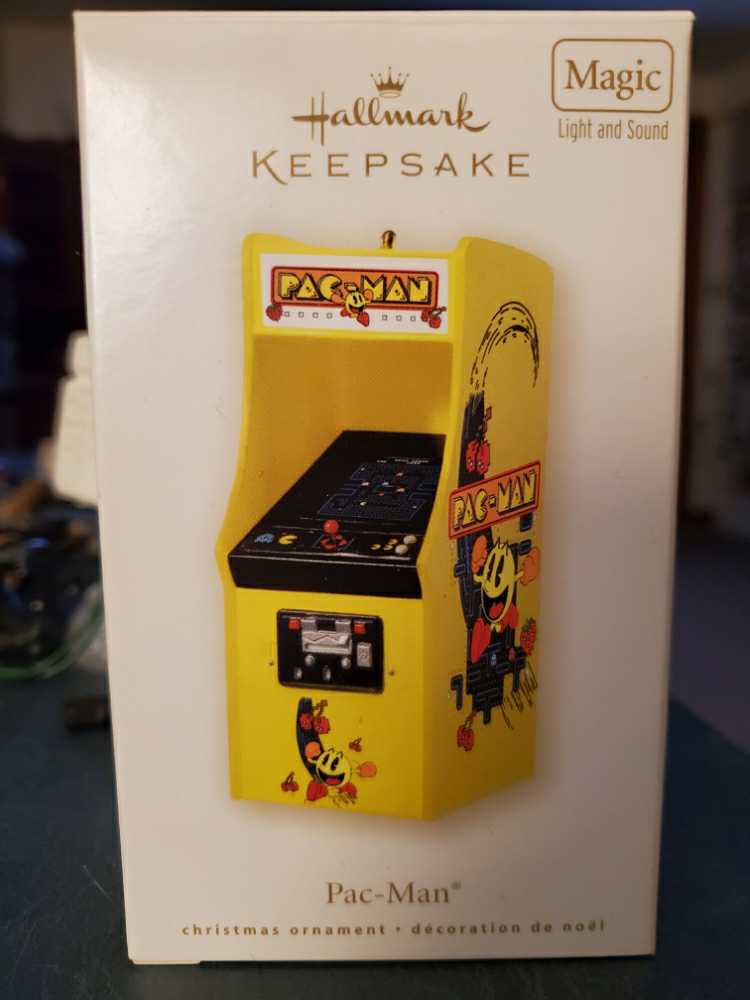 Magic
Light and Sound
Hallmark
KEEPSAKE
PAC-MAN
PAC-MAN
Pac-Man®
christmas ornament • décoration de noël